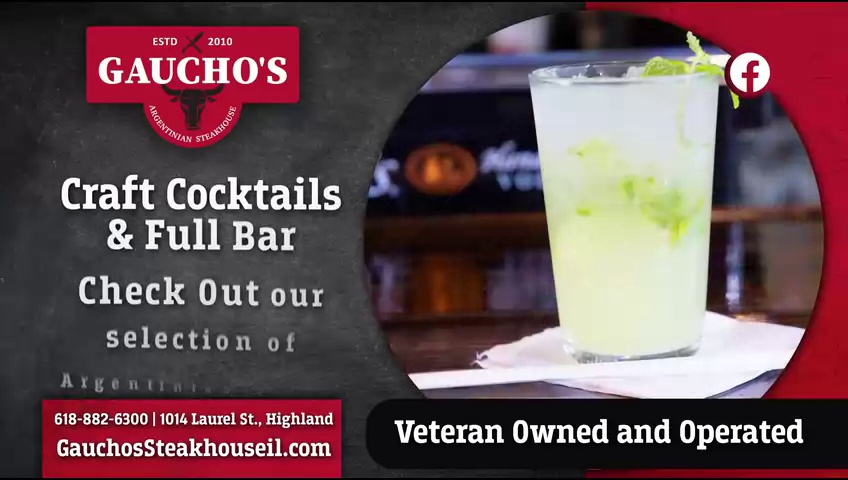 ESTD 2010
GAUCHO'S
ARGENTINIAN STEAKHOUSE
Craft Cocktails
& Full Bar
Check Out our
selection of
618-882-6300 | 1014 Laurel St., Highland
GauchosSteakhouseil.com
Veteran Owned and Operated